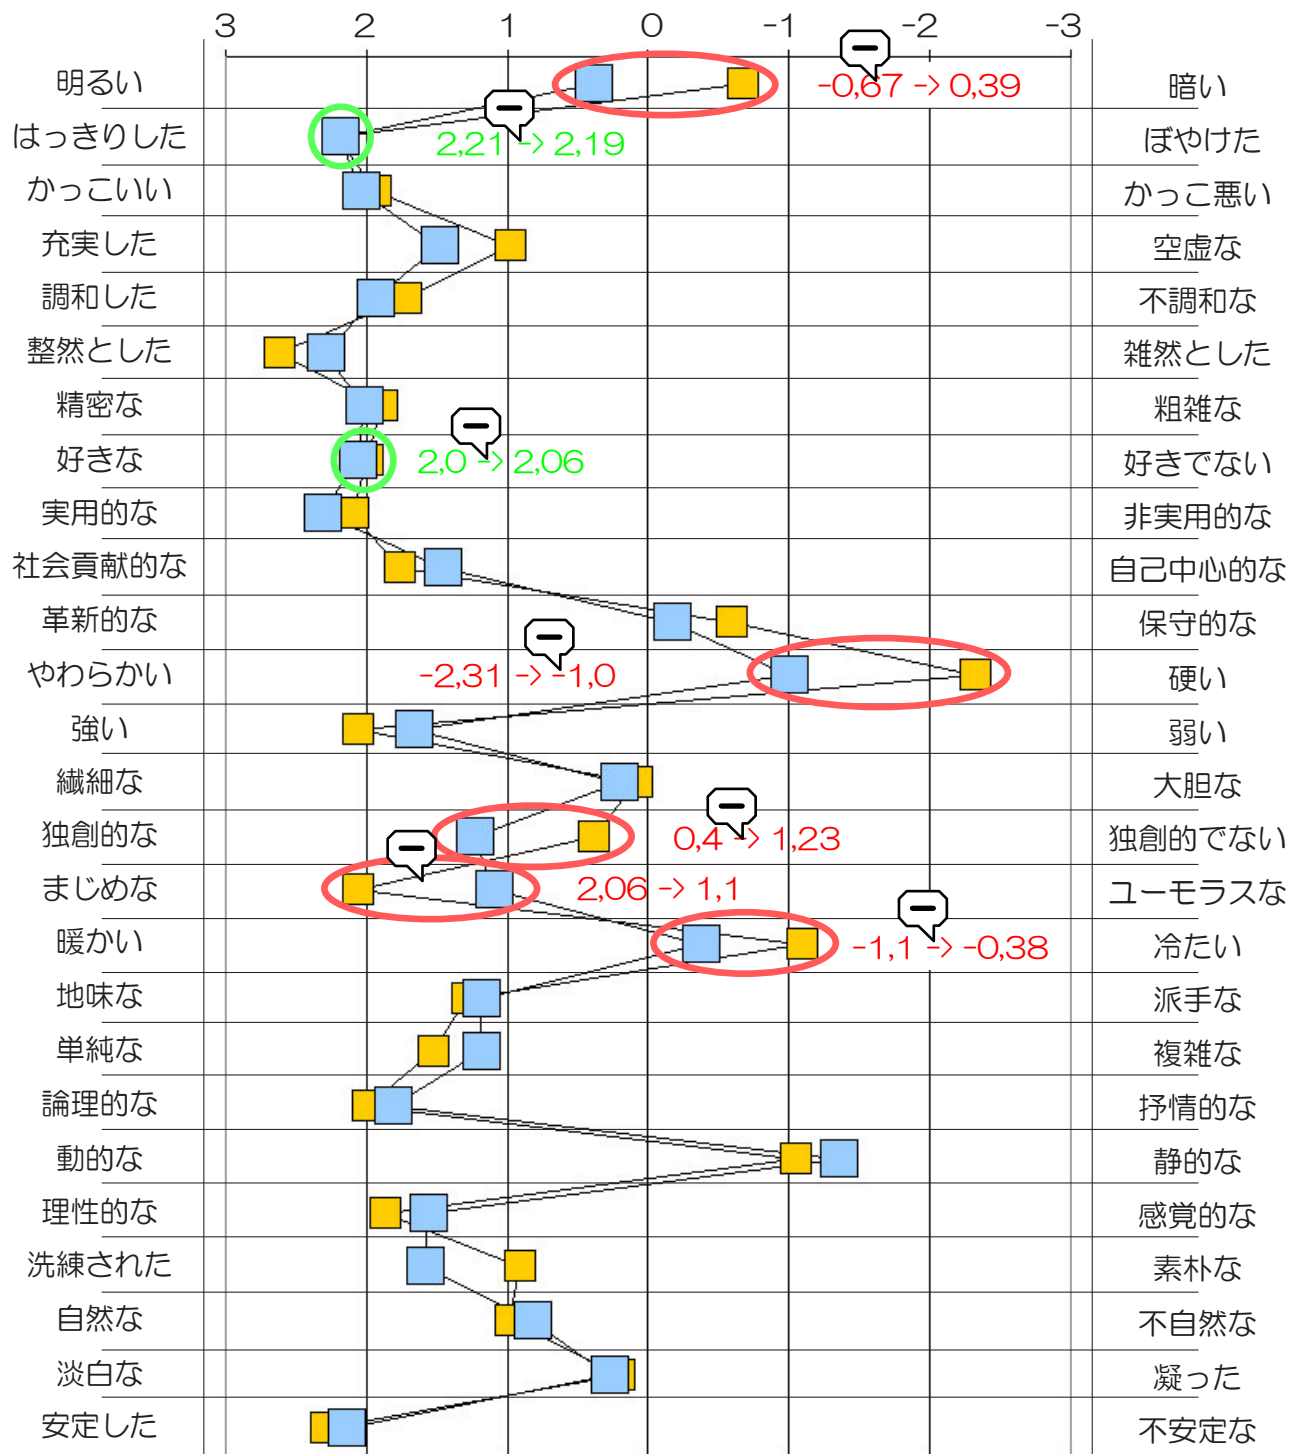 3 2 1 0 -1 -2 -3
明るい -0,67 -> 0,39 暗い
はっきりした 2,21 -> 2,19 ぼやけた
かっこいい かっこ悪い
充実した 空虚な
調和した 不調和な
整然とした 雑然とした
精密な 粗雑な
好きな 2,0 -> 2,06 好きでない
実用的な 非実用的な
社会貢献的な 自己中心的な
革新的な 保守的な
やわらかい -2,31 -> -1,0 硬い
強い 弱い
繊細な 大胆な
独創的な 0,4 -> 1,23 独創的でない
まじめな 2,06 -> 1,1 ユーモラスな
暖かい -1,1 -> -0,38 冷たい
地味な 派手な
単純な 複雑な
論理的な 抒情的な
動的な 静的な
理性的な 感覚的な
洗練された 素朴な
自然な 不自然な
淡白な 凝った
安定した 不安定な